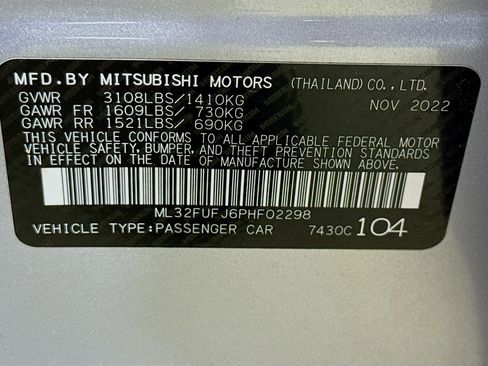 MFD.BY MITSUBISHI MOTORS (THAILAND)CO.,LTD.
GVWR 3108LBS/1410KG NOV 2022
GAWR FR 1609LBS/ 730KG
GAWR RR 1521LBS/ 690KG
THIS VEHICLE CONFORMS TO ALL APPLICABLE FEDERAL MOTOR
VEHICLE SAFETY, BUMPER, AND THEFT PREVENTION STANDARDS
IN EFFECT ON THE DATE OF MANUFACTURE SHOWN ABOVE.
ML32FUFJ6PHF02298
VEHICLE TYPE:PASSENGER CAR 7430C104